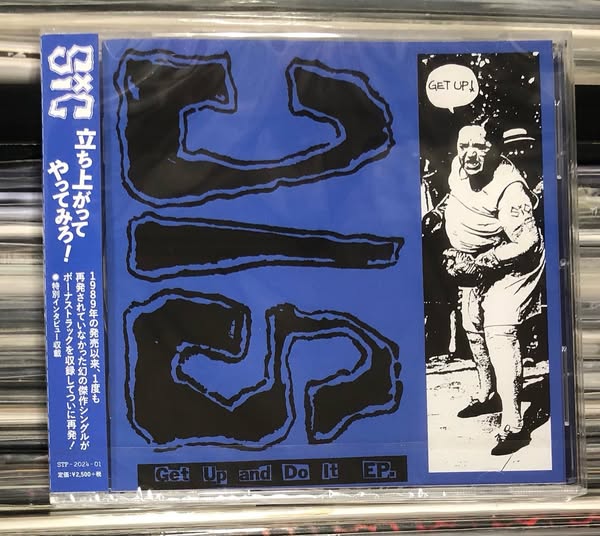 SIC
立ち上がって
やってみろ!
1989年の発売以来、1度も
再発されていなかった幻の傑作シングルが
ボーナストラックを収録してついに再発!
◉特別インタビュー収載
STP-2024-01
定価:¥2,500+税
SIC
GET UP!
Get Up and Do It EP.